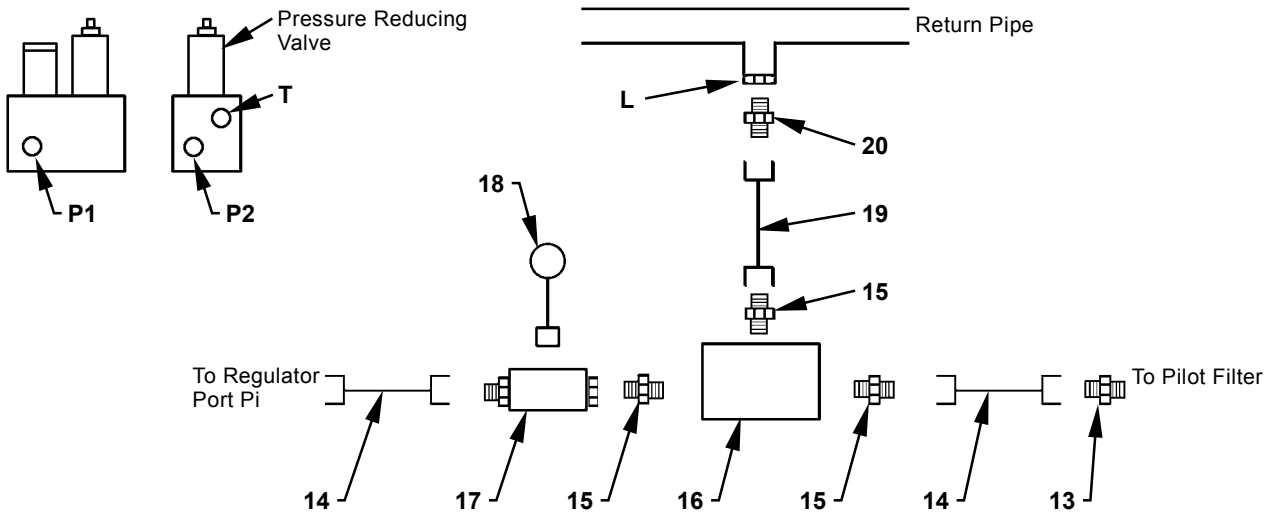 Pressure Reducing
Valve
Return Pipe
T
L
20
P1
P2
18
19
15
To Regulator
Port Pi
To Pilot Filter
14
17
15
16
15
14
13